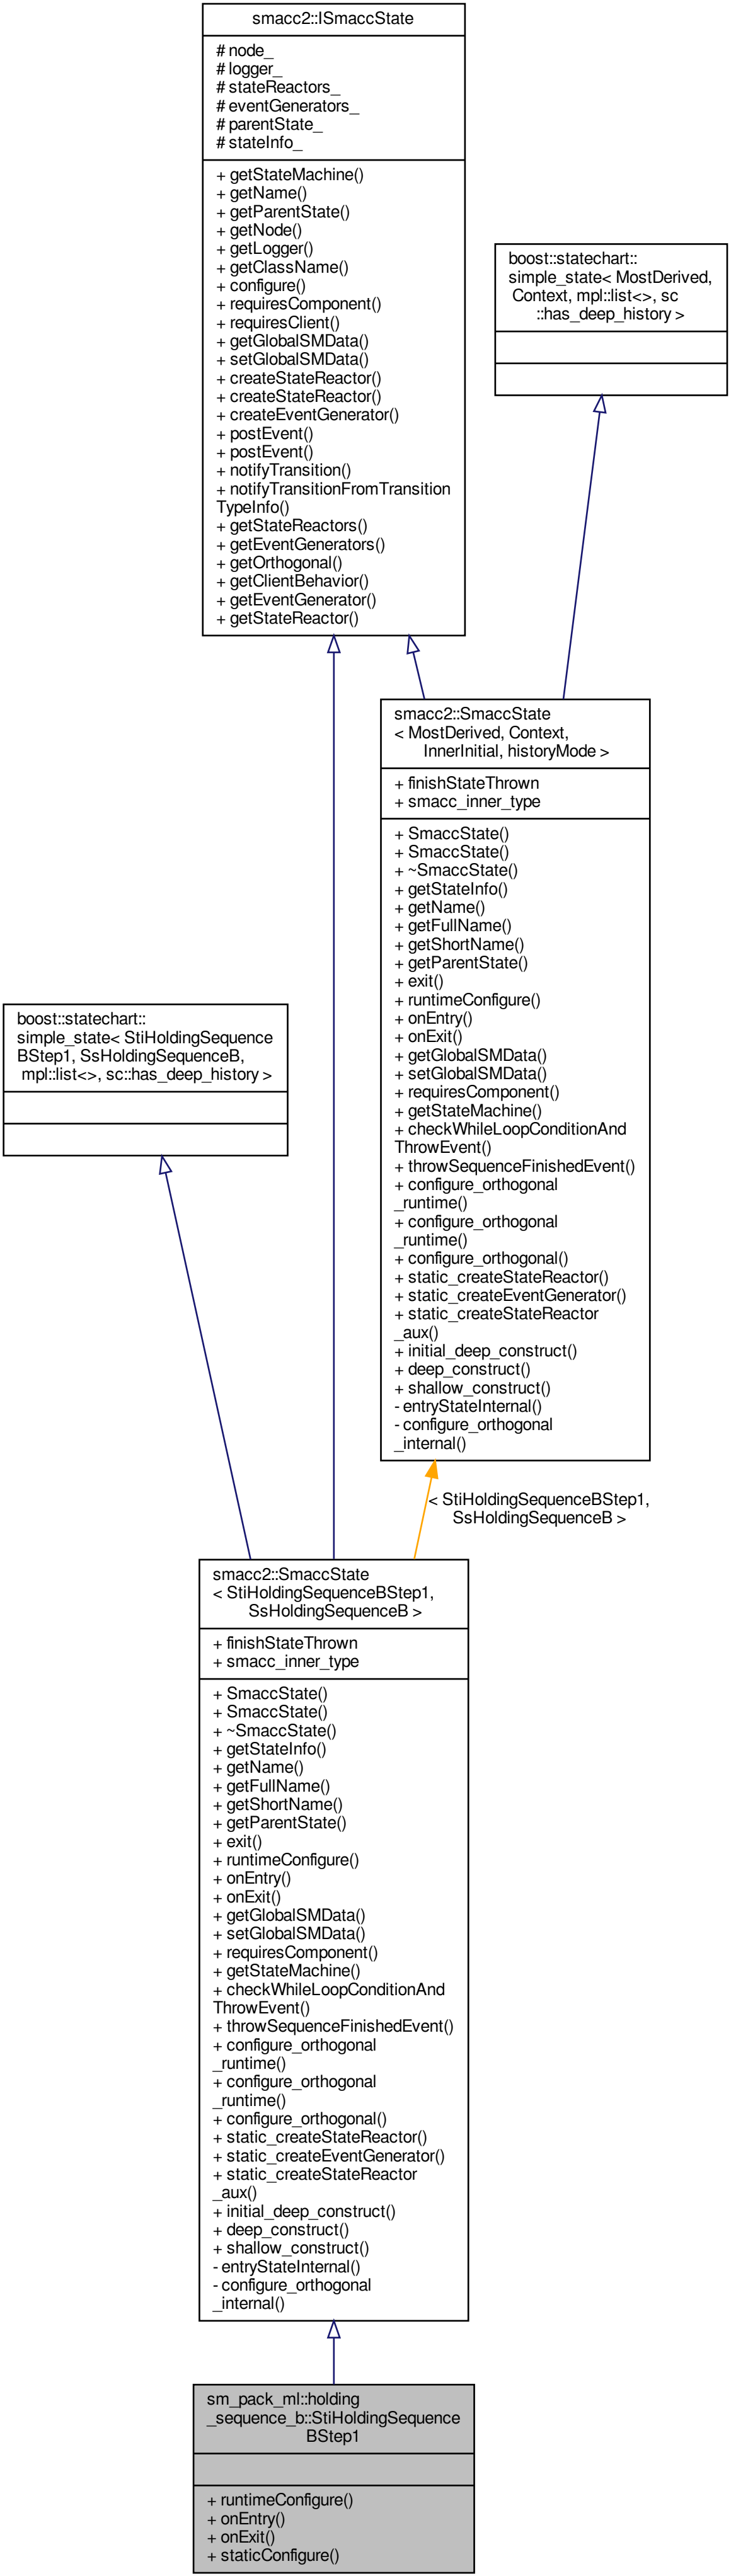 smacc2::ISmaccState
# node_
# logger_
# stateReactors_
# eventGenerators_
# parentState_
# stateInfo_
+ getStateMachine()
+ getName()
+ getParentState()
+ getNode()
+ getLogger()
+ getClassName()
+ configure()
+ requiresComponent()
+ requiresClient()
+ getGlobalSMData()
+ setGlobalSMData()
+ createStateReactor()
+ createStateReactor()
+ createEventGenerator()
+ postEvent()
+ postEvent()
+ notifyTransition()
+ notifyTransitionFromTransition
TypeInfo()
+ getStateReactors()
+ getEventGenerators()
+ getOrthogonal()
+ getClientBehavior()
+ getEventGenerator()
+ getStateReactor()
boost::statechart::
simple_state< MostDerived,
Context, mpl::list<>, sc
::has_deep_history >
smacc2::SmaccState
< MostDerived, Context,
InnerInitial, historyMode >
+ finishStateThrown
+ smacc_inner_type
+ SmaccState()
+ SmaccState()
+ ~SmaccState()
+ getStateInfo()
+ getName()
+ getFullName()
+ getShortName()
+ getParentState()
+ exit()
+ runtimeConfigure()
+ onEntry()
+ onExit()
+ getGlobalSMData()
+ setGlobalSMData()
+ requiresComponent()
+ getStateMachine()
+ checkWhileLoopConditionAnd
ThrowEvent()
+ throwSequenceFinishedEvent()
+ configure_orthogonal
_runtime()
+ configure_orthogonal
_runtime()
+ configure_orthogonal()
+ static_createStateReactor()
+ static_createEventGenerator()
+ static_createStateReactor
_aux()
+ initial_deep_construct()
+ deep_construct()
+ shallow_construct()
- entryStateInternal()
- configure_orthogonal
_internal()
boost::statechart::
simple_state< StiHoldingSequence
BStep1, SsHoldingSequenceB,
mpl::list<>, sc::has_deep_history >
< StiHoldingSequenceBStep1,
SsHoldingSequenceB >
smacc2::SmaccState
< StiHoldingSequenceBStep1,
SsHoldingSequenceB >
+ finishStateThrown
+ smacc_inner_type
+ SmaccState()
+ SmaccState()
+ ~SmaccState()
+ getStateInfo()
+ getName()
+ getFullName()
+ getShortName()
+ getParentState()
+ exit()
+ runtimeConfigure()
+ onEntry()
+ onExit()
+ getGlobalSMData()
+ setGlobalSMData()
+ requiresComponent()
+ getStateMachine()
+ checkWhileLoopConditionAnd
ThrowEvent()
+ throwSequenceFinishedEvent()
+ configure_orthogonal
_runtime()
+ configure_orthogonal
_runtime()
+ configure_orthogonal()
+ static_createStateReactor()
+ static_createEventGenerator()
+ static_createStateReactor
_aux()
+ initial_deep_construct()
+ deep_construct()
+ shallow_construct()
- entryStateInternal()
- configure_orthogonal
_internal()
sm_pack_ml::holding
_sequence_b::StiHoldingSequence
BStep1
+ runtimeConfigure()
+ onEntry()
+ onExit()
+ staticConfigure()